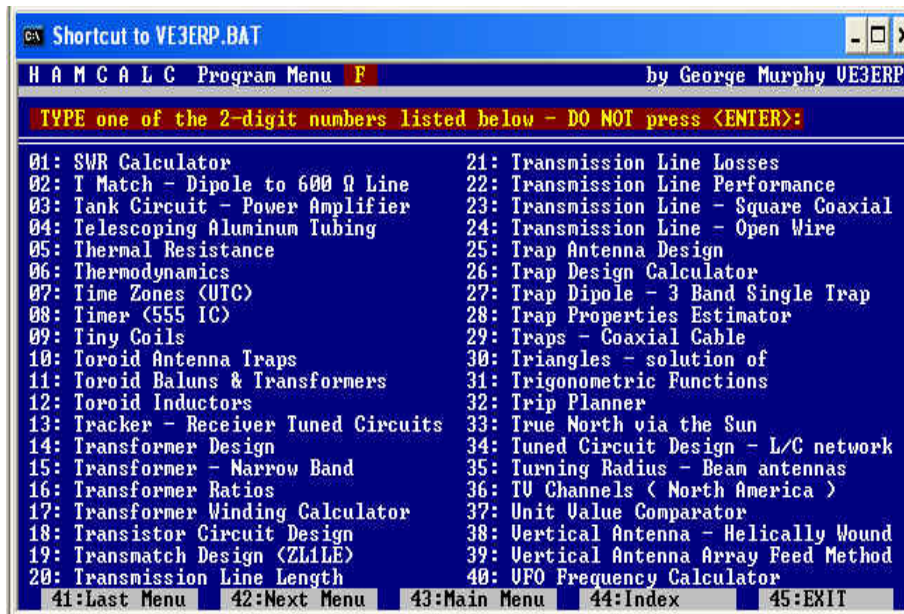 Shortcut to VE3ERP.BAT
H A M C A L C Program Menu F by George Murphy VE3ERP
TYPE one of the 2-digit numbers listed below - DO NOT press <ENTER>:
01: SWR Calculator
02: T Match - Dipole to 600 Ω Line
03: Tank Circuit - Power Amplifier
04: Telescoping Aluminum Tubing
05: Thermal Resistance
06: Thermodynamics
07: Time Zones (UTC)
08: Timer (555 IC)
09: Tiny Coils
10: Toroid Antenna Traps
11: Toroid Baluns & Transformers
12: Toroid Inductors
13: Tracker - Receiver Tuned Circuits
14: Transformer Design
15: Transformer - Narrow Band
16: Transformer Ratios
17: Transformer Winding Calculator
18: Transistor Circuit Design
19: Transmatch Design (ZL1LE)
20: Transmission Line Length
21: Transmission Line Losses
22: Transmission Line Performance
23: Transmission Line - Square Coaxial
24: Transmission Line - Open Wire
25: Trap Antenna Design
26: Trap Design Calculator
27: Trap Dipole - 3 Band Single Trap
28: Trap Properties Estimator
29: Traps - Coaxial Cable
30: Triangles - solution of
31: Trigonometric Functions
32: Trip Planner
33: True North via the Sun
34: Tuned Circuit Design - L/C network
35: Turning Radius - Beam antennas
36: TV Channels ( North America )
37: Unit Value Comparator
38: Vertical Antenna - Helically Wound
39: Vertical Antenna Array Feed Method
40: VFO Frequency Calculator
41:Last Menu 42:Next Menu 43:Main Menu 44:Index 45:EXIT